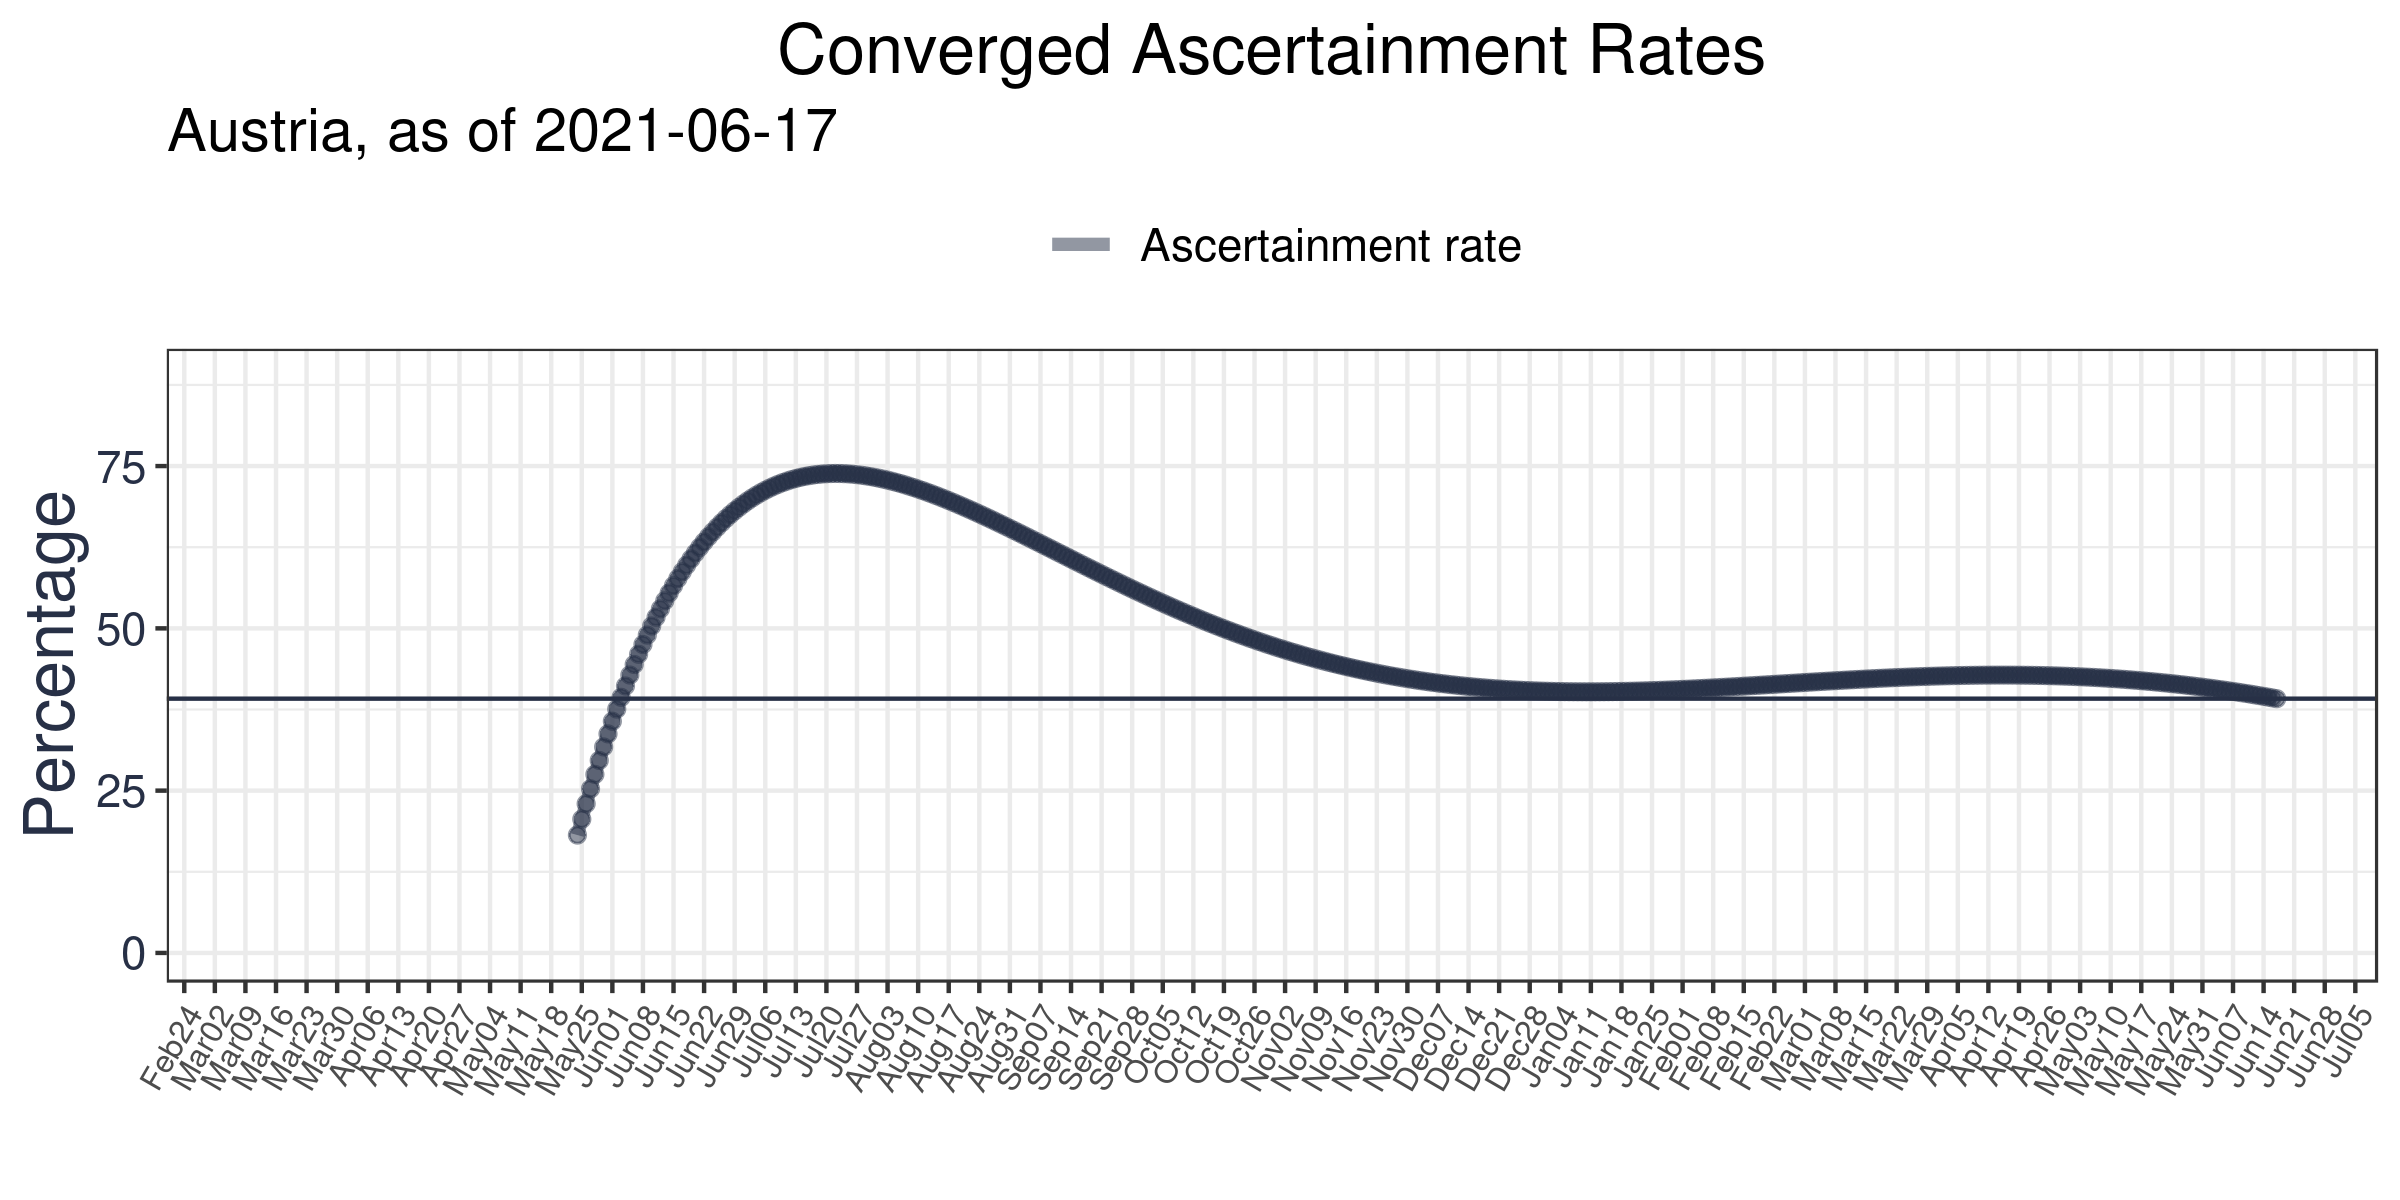 Converged Ascertainment Rates
Austria, as of 2021-06-17
Ascertainment rate
Percentage
75
50
25
0
Feb24
Mar02
Mar09
Mar16
Mar23
Mar30
Apr06
Apr13
Apr20
Apr27
May04
May11
May18
May25
Jun01
Jun08
Jun15
Jun22
Jun29
Jul06
Jul13
Jul20
Jul27
Aug03
Aug10
Aug17
Aug24
Aug31
Sep07
Sep14
Sep21
Sep28
Oct05
Oct12
Oct19
Oct26
Nov02
Nov09
Nov16
Nov23
Nov30
Dec07
Dec14
Dec21
Dec28
Jan04
Jan11
Jan18
Jan25
Feb01
Feb08
Feb15
Feb22
Mar01
Mar08
Mar15
Mar22
Mar29
Apr05
Apr12
Apr19
Apr26
May03
May10
May17
May24
May31
Jun07
Jun14
Jun21
Jun28
Jul05